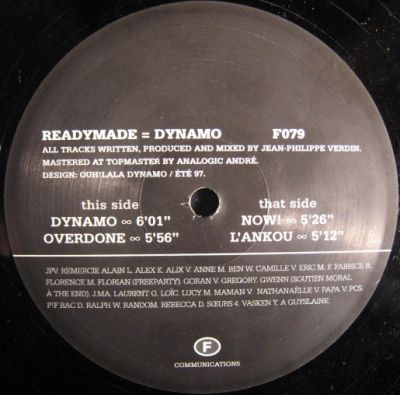 READYMADE = DYNAMO F079
ALL TRACKS WRITTEN, PRODUCED AND MIXED BY JEAN-PHILIPPE VERDIN.
MASTERED AT TOPMASTER BY ANALOGIC ANDRÉ.
DESIGN: OUH!LALA DYNAMO / ÉTÉ 97.
this side that side
DYNAMO ∞ 6'01" NOW! ∞ 5'26"
OVERDONE ∞ 5'56" L'ANKOU ∞ 5'12"
JPV. REMERCIE ALAIN L. ALEX K. ALIX V. ANNE M. BEN W. CAMILLE V. ERIC M. F. FABRICE R.
FLORENCE M. FLORIAN (FREEPARTY). GORAN V. GREGORY. GWENN (SOUTIEN MORAL
À THE END). J.MA. LAURENT G. LOÏC. LUCY M. MAMAN V. NATHANAËLLE V. PAPA V. PCS.
P'IF BAC D. RALPH W. RANDOM. REBECCA D. SŒURS 4. VASKEN Y. A GUYSLAINE.
F
COMMUNICATIONS